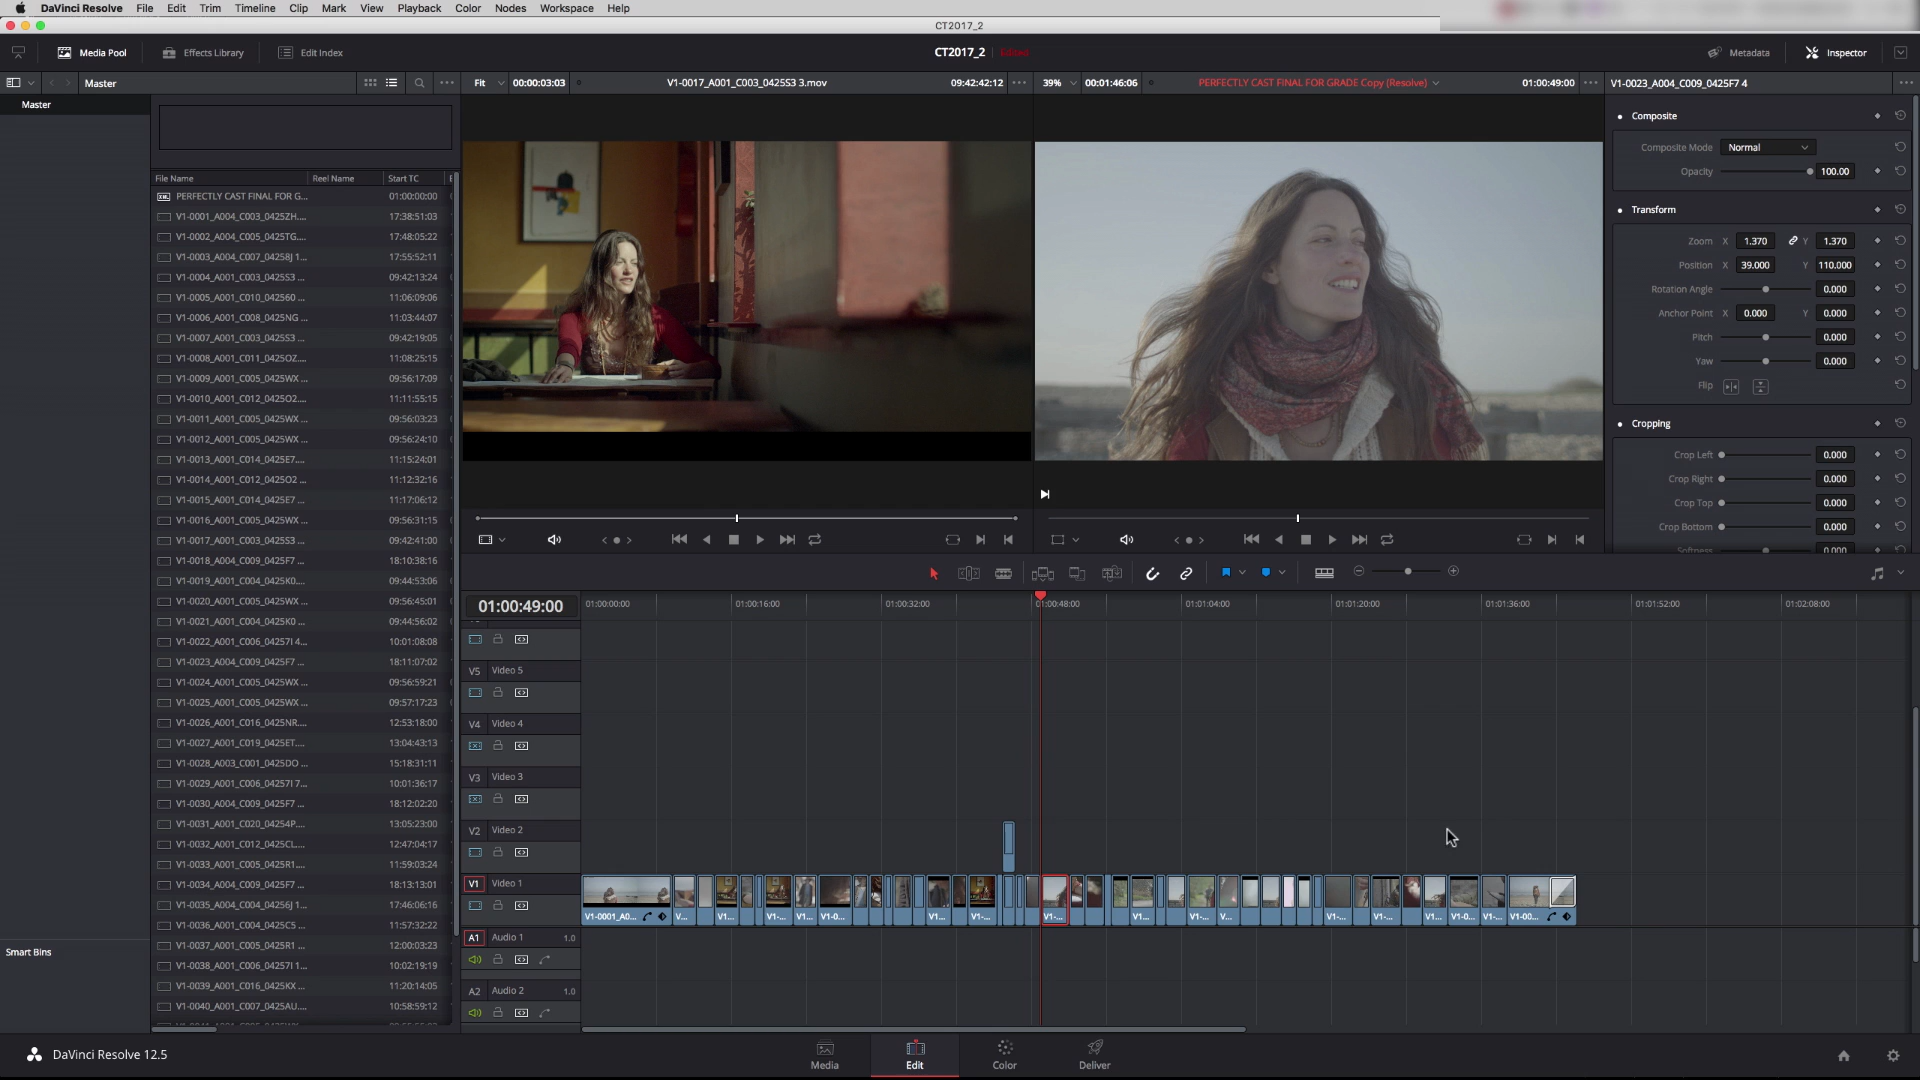 DaVinci Resolve File Edit Trim Timeline Clip Mark View Playback Color Nodes Workspace Help
CT2017_2
Media Pool Effects Library Edit Index CT2017_2 Edited Metadata Inspector
Master Fit 00:00:03:03 V1-0017_A001_C003_0425S3 3.mov 09:42:42:12 39% 00:01:46:06 PERFECTLY CAST FINAL FOR GRADE Copy (Resolve) 01:00:49:00 V1-0023_A004_C009_0425F7 4
Master
File Name Reel Name Start TC
PERFECTLY CAST FINAL FOR G... 01:00:00:00
V1-0001_A004_C003_0425ZH.... 17:38:51:03
V1-0002_A004_C005_0425TG.... 17:48:05:22
V1-0003_A004_C007_04258J 1... 17:55:52:11
V1-0004_A001_C003_0425S3 ... 09:42:13:24
V1-0005_A001_C010_042560 ... 11:06:09:06
V1-0006_A001_C008_0425NG ... 11:03:44:07
V1-0007_A001_C003_0425S3 ... 09:42:19:05
V1-0008_A001_C011_0425OZ.... 11:08:25:15
V1-0009_A001_C005_0425WX ... 09:56:17:09
V1-0010_A001_C012_0425O2.... 11:11:55:15
V1-0011_A001_C005_0425WX ... 09:56:03:23
V1-0012_A001_C005_0425WX ... 09:56:24:10
V1-0013_A001_C014_0425E7.... 11:15:24:01
V1-0014_A001_C012_0425O2 ... 11:12:32:16
V1-0015_A001_C014_0425E7 ... 11:17:06:12
V1-0016_A001_C005_0425WX ... 09:56:31:15
V1-0017_A001_C003_0425S3 ... 09:42:41:00
V1-0018_A004_C009_0425F7 ... 18:10:38:16
V1-0019_A001_C004_0425K0.... 09:44:53:06
V1-0020_A001_C005_0425WX ... 09:56:45:01
V1-0021_A001_C004_0425K0 ... 09:44:56:02
V1-0022_A001_C006_04257I 4... 10:01:08:08
V1-0023_A004_C009_0425F7 ... 18:11:07:02
V1-0024_A001_C005_0425WX ... 09:56:59:21
V1-0025_A001_C005_0425WX ... 09:57:17:23
V1-0026_A001_C016_0425NR.... 12:53:18:00
V1-0027_A001_C019_0425ET.... 13:04:43:13
V1-0028_A003_C001_0425DO ... 15:18:31:11
V1-0029_A001_C006_04257I 7... 10:01:36:17
V1-0030_A004_C009_0425F7 ... 18:12:02:20
V1-0031_A001_C020_04254P.... 13:05:23:00
V1-0032_A001_C012_0425CL.... 12:47:04:17
V1-0033_A001_C005_0425R1.... 11:59:03:24
V1-0034_A004_C009_0425F7 ... 18:13:13:01
V1-0035_A004_C004_04256J 1... 17:46:06:16
V1-0036_A001_C004_0425C5 ... 11:57:32:22
V1-0037_A001_C005_0425R1 ... 12:00:03:23
V1-0038_A001_C006_04257I 1... 10:02:19:19
V1-0039_A001_C016_0425KX ... 11:20:14:05
V1-0040_A001_C007_0425AU.... 10:58:59:12
Smart Bins
Composite
Composite Mode Normal
Opacity 100.00
Transform
Zoom X 1.370 Y 1.370
Position X 39.000 Y 110.000
Rotation Angle 0.000
Anchor Point X 0.000 Y 0.000
Pitch 0.000
Yaw 0.000
Flip
Cropping
Crop Left 0.000
Crop Right 0.000
Crop Top 0.000
Crop Bottom 0.000
Softness 0.000
01:00:49:00 01:00:00:00 01:00:16:00 01:00:32:00 01:00:48:00 01:01:04:00 01:01:20:00 01:01:36:00 01:01:52:00 01:02:08:00
V5 Video 5
V4 Video 4
V3 Video 3
V2 Video 2
V1 Video 1
V1-0001_A0... V... V1... V1-... V1-0... V1... V1-... V1-... V1... V1-... V... V1-... V1-... V1... V1-0... V1-... V1-00...
A1 Audio 1 1.0
A2 Audio 2 1.0
DaVinci Resolve 12.5 Media Edit Color Deliver